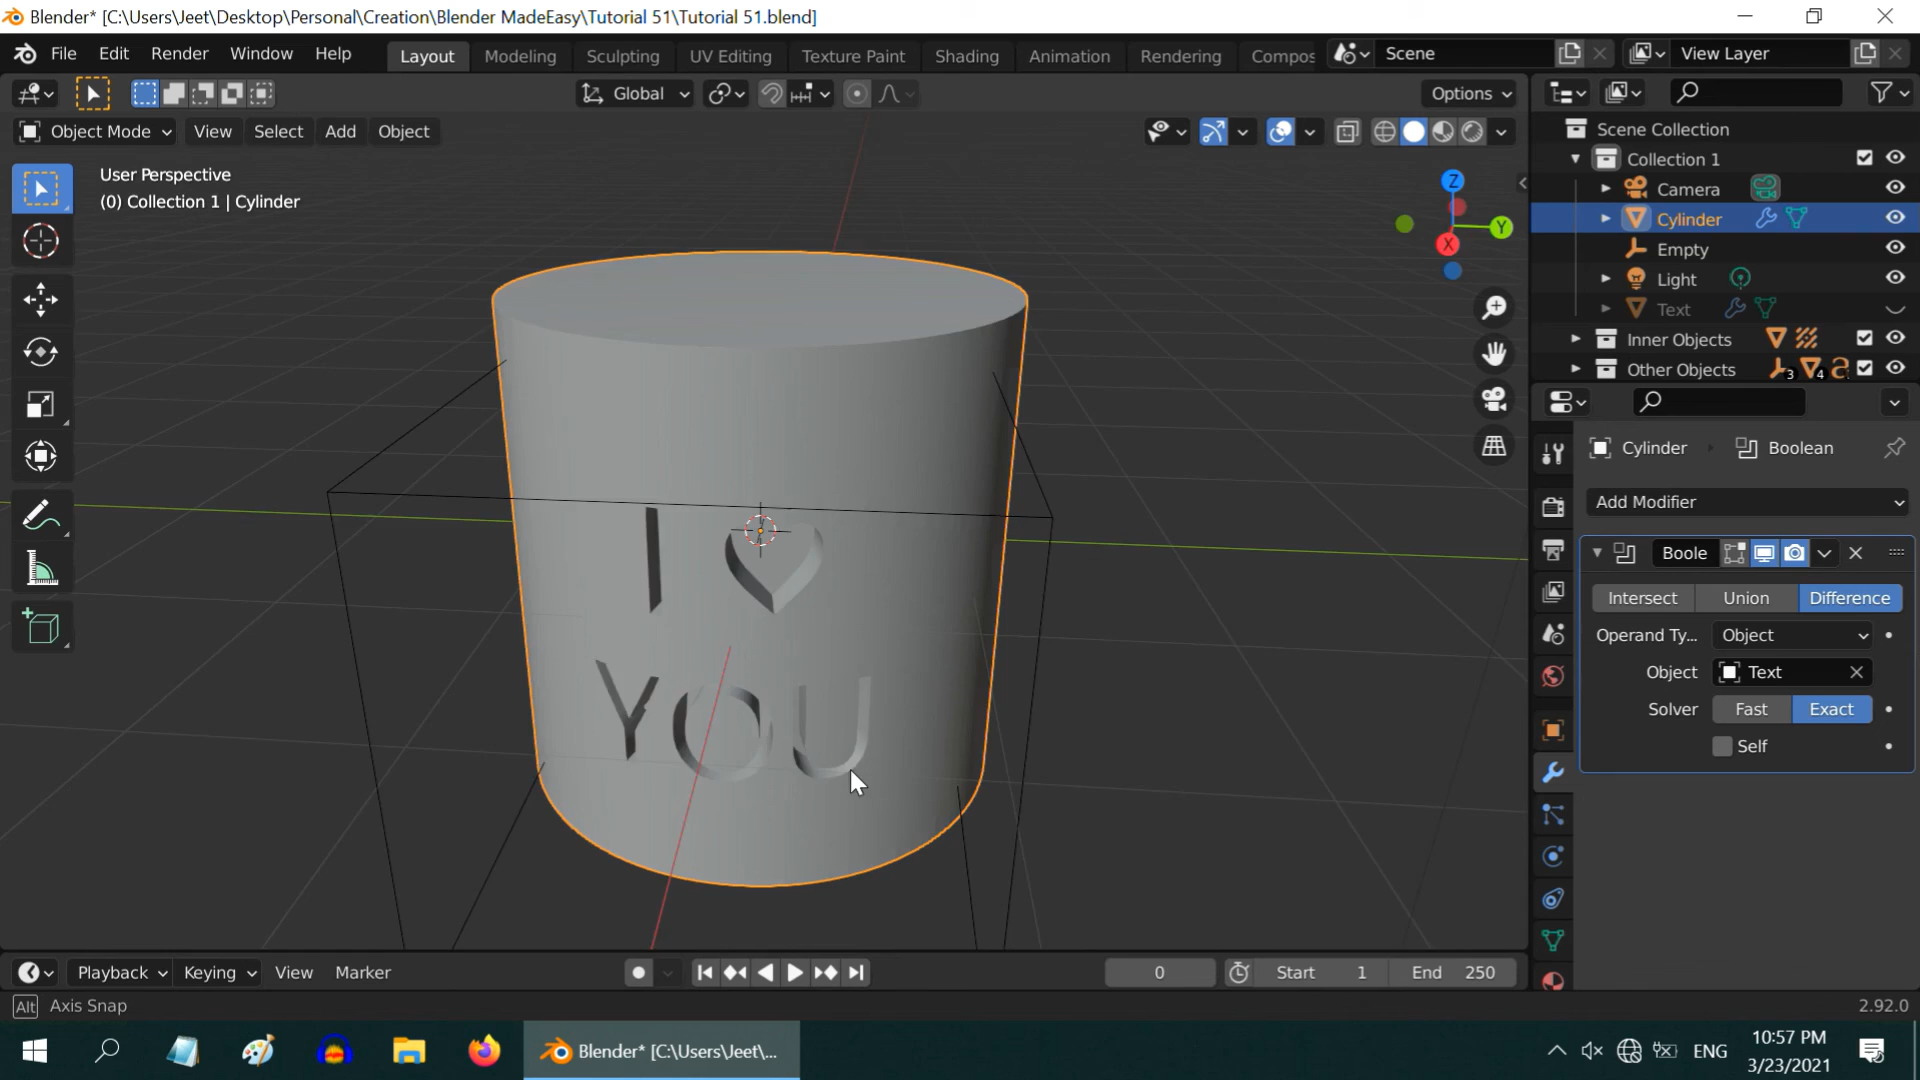 Blender* [C:\Users\Jeet\Desktop\Personal\Creation\Blender MadeEasy\Tutorial 51\Tutorial 51.blend]
File Edit Render Window Help Layout Modeling Sculpting UV Editing Texture Paint Shading Animation Rendering Compos Scene View Layer
Global Options
Object Mode View Select Add Object
User Perspective
(0) Collection 1 | Cylinder
Z
Y
X
Scene Collection
Collection 1
Camera
Cylinder
Empty
Light
Text
Inner Objects
Other Objects 3 4
Cylinder Boolean
Add Modifier
Boole
Intersect Union Difference
Operand Ty... Object
Object Text
Solver Fast Exact
Self
I
YOU
Playback Keying View Marker 0 Start 1 End 250
Alt Axis Snap 2.92.0
Blender* [C:\Users\Jeet\... ENG 10:57 PM
3/23/2021